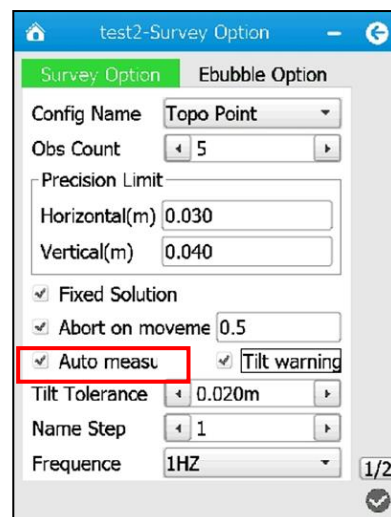 test2-Survey Option
Survey Option Ebubble Option
Config Name Topo Point
Obs Count 5
Precision Limit
Horizontal(m) 0.030
Vertical(m) 0.040
Fixed Solution
Abort on moveme 0.5
Auto measu Tilt warning
Tilt Tolerance 0.020m
Name Step 1
Frequence 1HZ
1/2